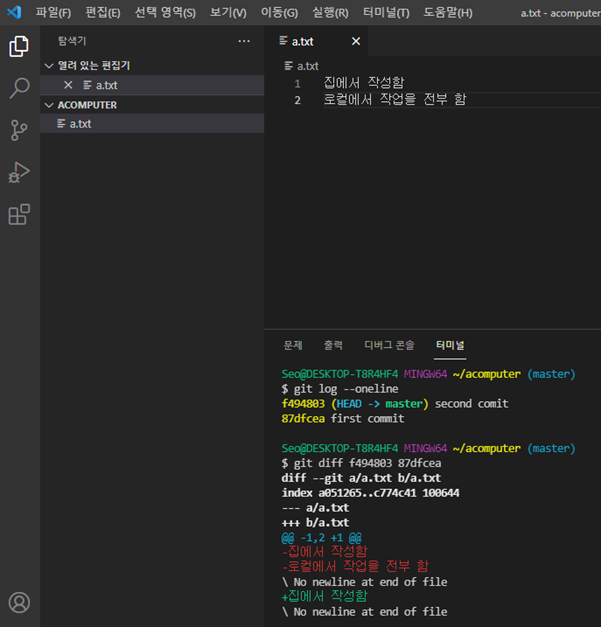 파일(F) 편집(E) 선택 영역(S) 보기(V) 이동(G) 실행(R) 터미널(T) 도움말(H) a.txt - acomputer
탐색기 ···
열려 있는 편집기
a.txt
ACOMPUTER
a.txt
a.txt
a.txt
1 집에서 작성함
2 로컬에서 작업을 전부 함
문제 출력 디버그 콘솔 터미널
Seo@DESKTOP-T8R4HF4 MINGW64 ~/acomputer (master)
$ git log --oneline
f494803 (HEAD -> master) second comit
87dfcea first commit
Seo@DESKTOP-T8R4HF4 MINGW64 ~/acomputer (master)
$ git diff f494803 87dfcea
diff --git a/a.txt b/a.txt
index a051265..c774c41 100644
--- a/a.txt
+++ b/a.txt
@@ -1,2 +1 @@
-집에서 작성함
-로컬에서 작업을 전부 함
\ No newline at end of file
+집에서 작성함
\ No newline at end of file